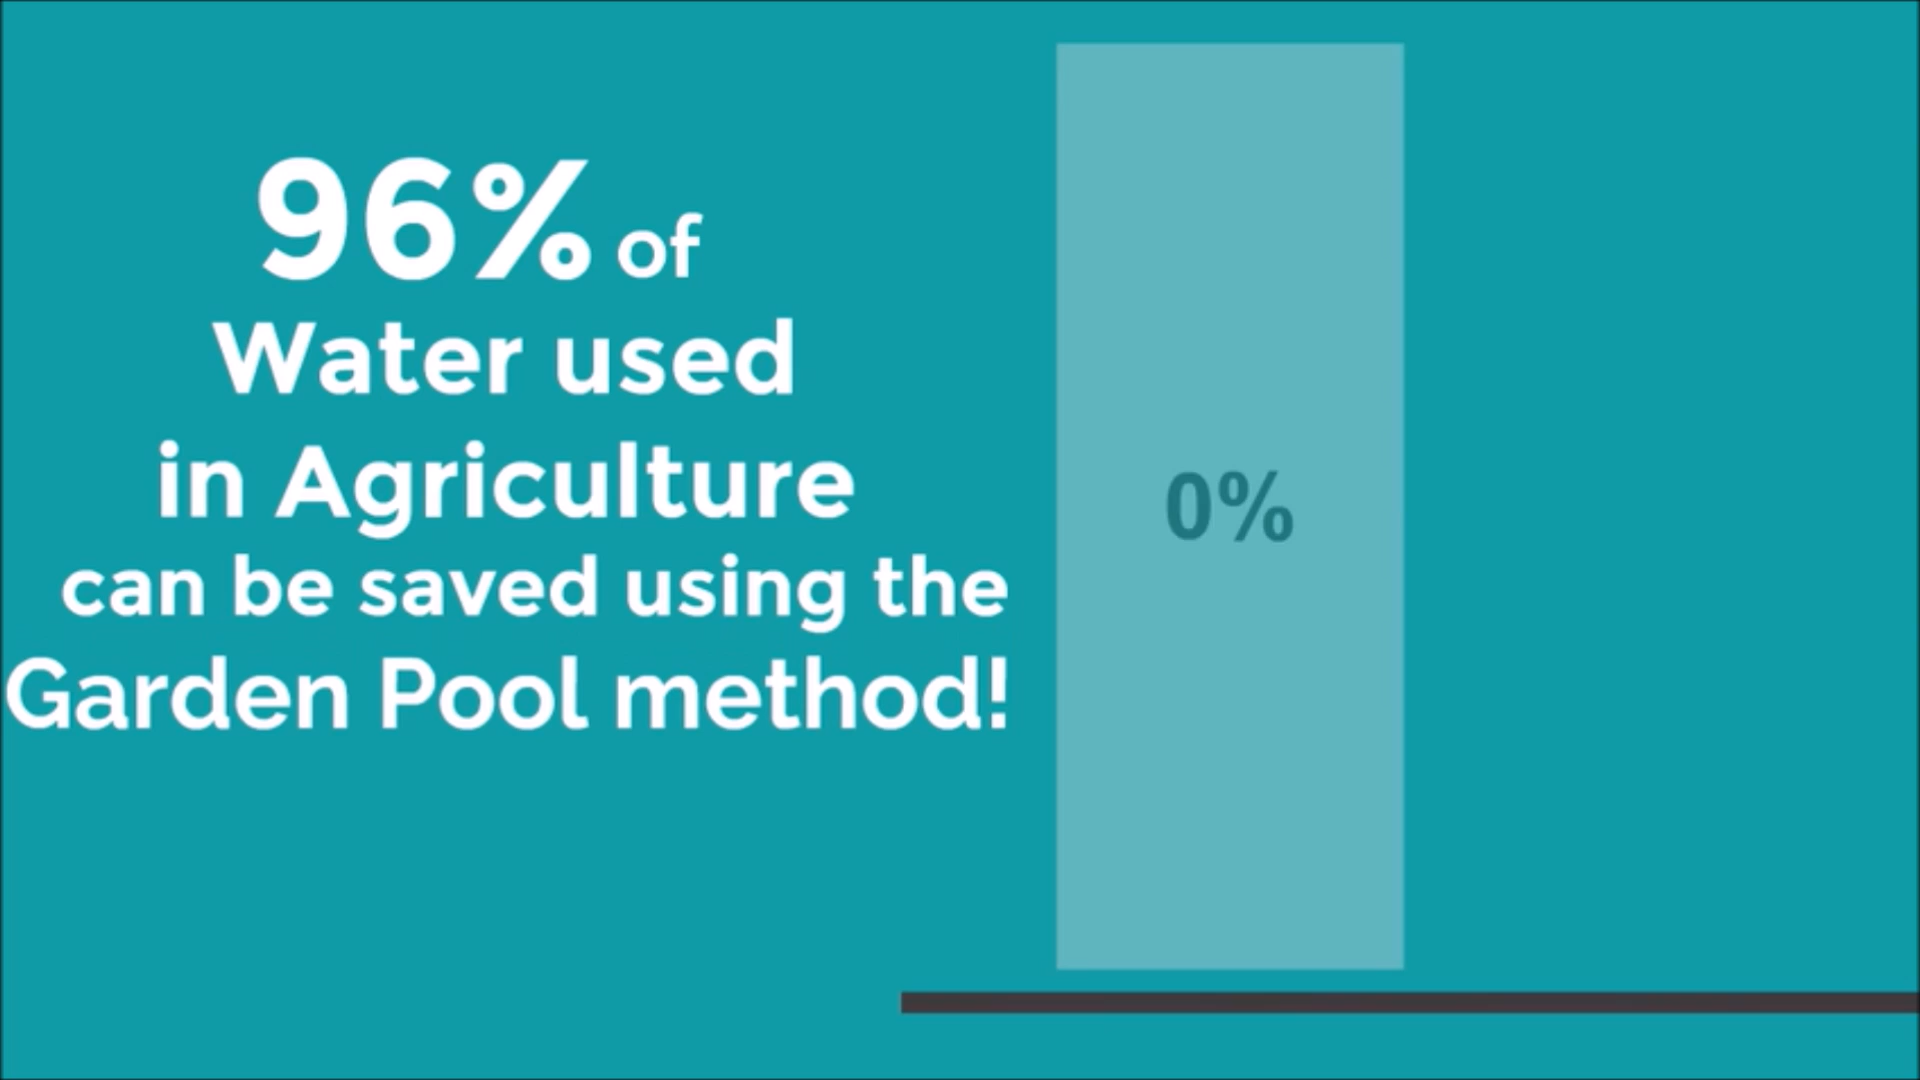 96% of
Water used
in Agriculture
can be saved using the
Garden Pool method!
0%